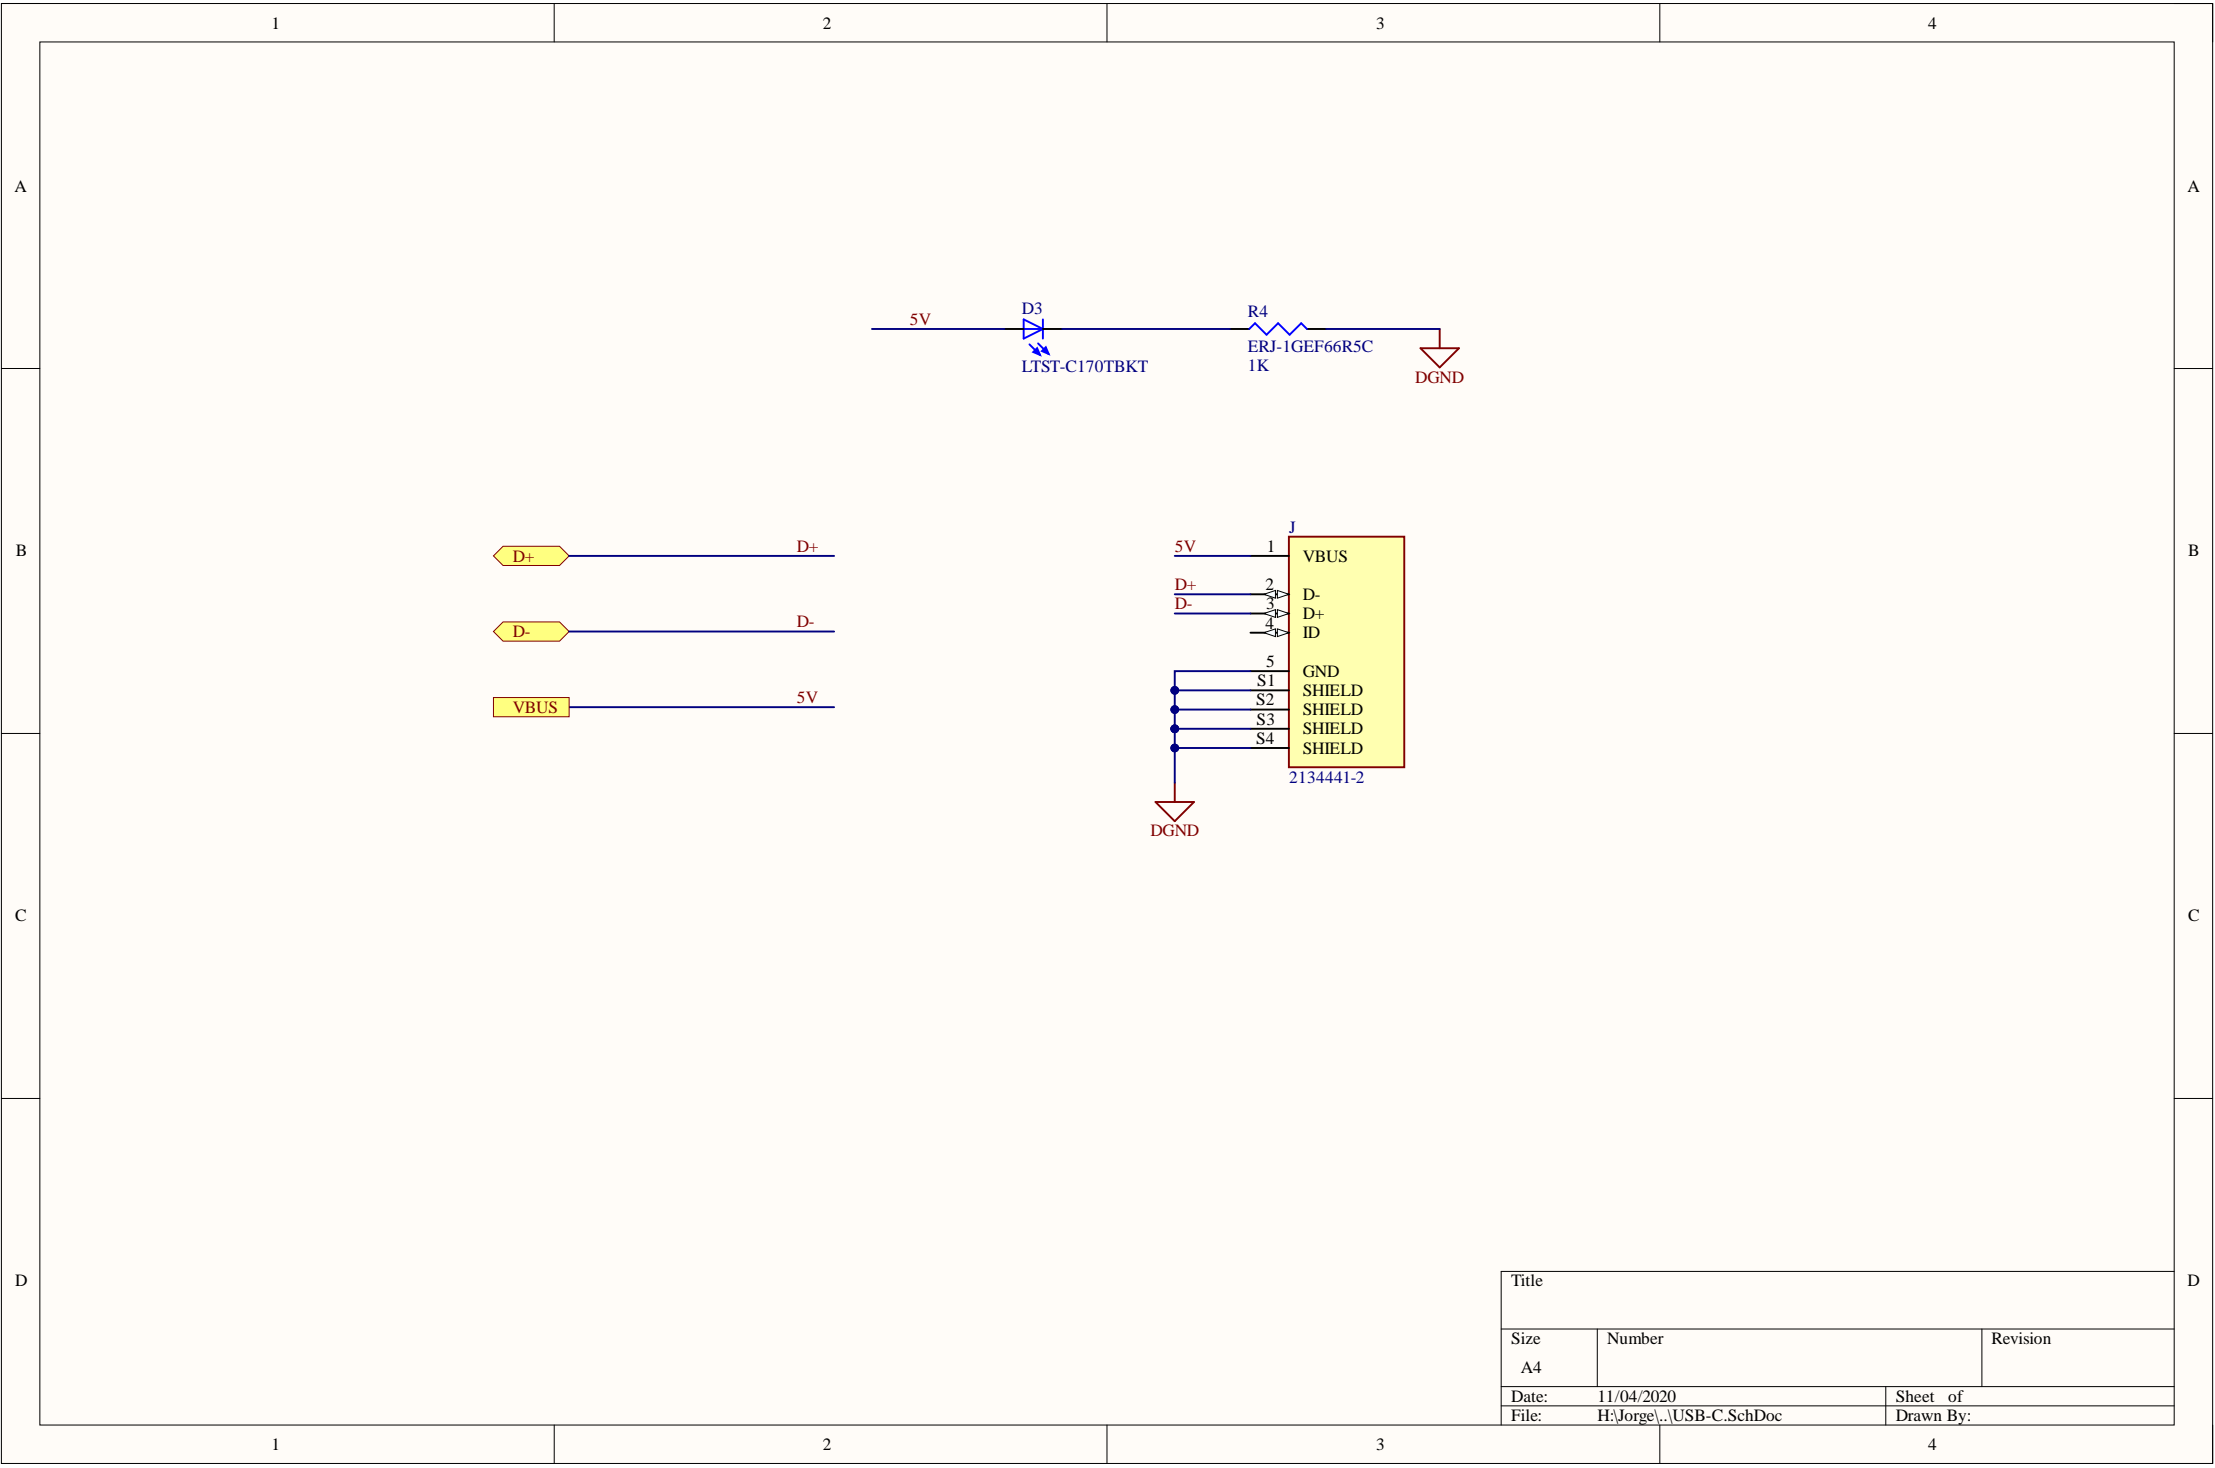 1 2 3 4
A A
5V
D3
LTST-C170TBKT
R4
ERJ-1GEF66R5C
1K
DGND
B B
D+ D+
D- D-
VBUS 5V
J
5V 1 VBUS
D+ 2 D-
D- 3 D+
4 ID
5 GND
S1 SHIELD
S2 SHIELD
S3 SHIELD
S4 SHIELD
2134441-2
DGND
C C
D D
Title
Size Number Revision
A4
Date: 11/04/2020 Sheet of
File: H:\Jorge\..\USB-C.SchDoc Drawn By:
1 2 3 4